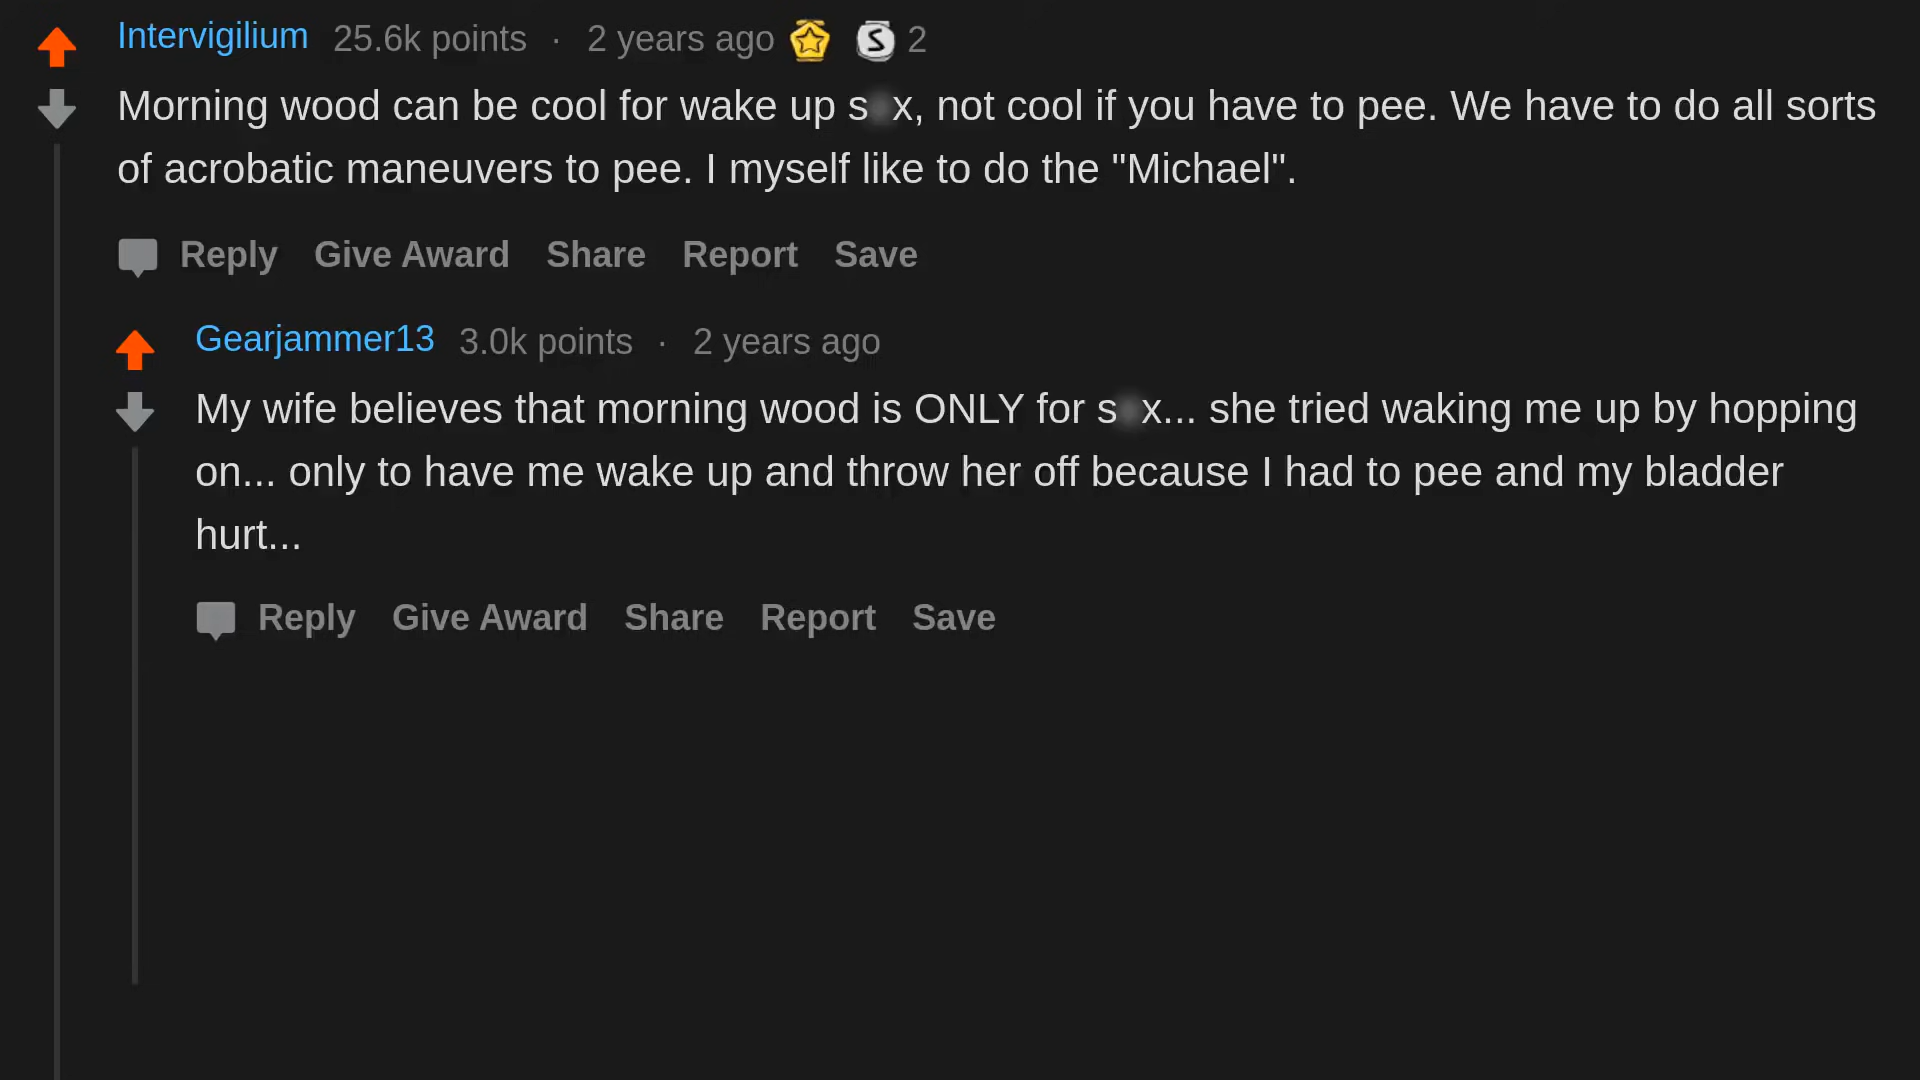 Intervigilium 25.6k points · 2 years ago 2
Morning wood can be cool for wake up s x, not cool if you have to pee. We have to do all sorts
of acrobatic maneuvers to pee. I myself like to do the "Michael".
Reply Give Award Share Report Save
Gearjammer13 3.0k points · 2 years ago
My wife believes that morning wood is ONLY for s x... she tried waking me up by hopping
on... only to have me wake up and throw her off because I had to pee and my bladder
hurt...
Reply Give Award Share Report Save